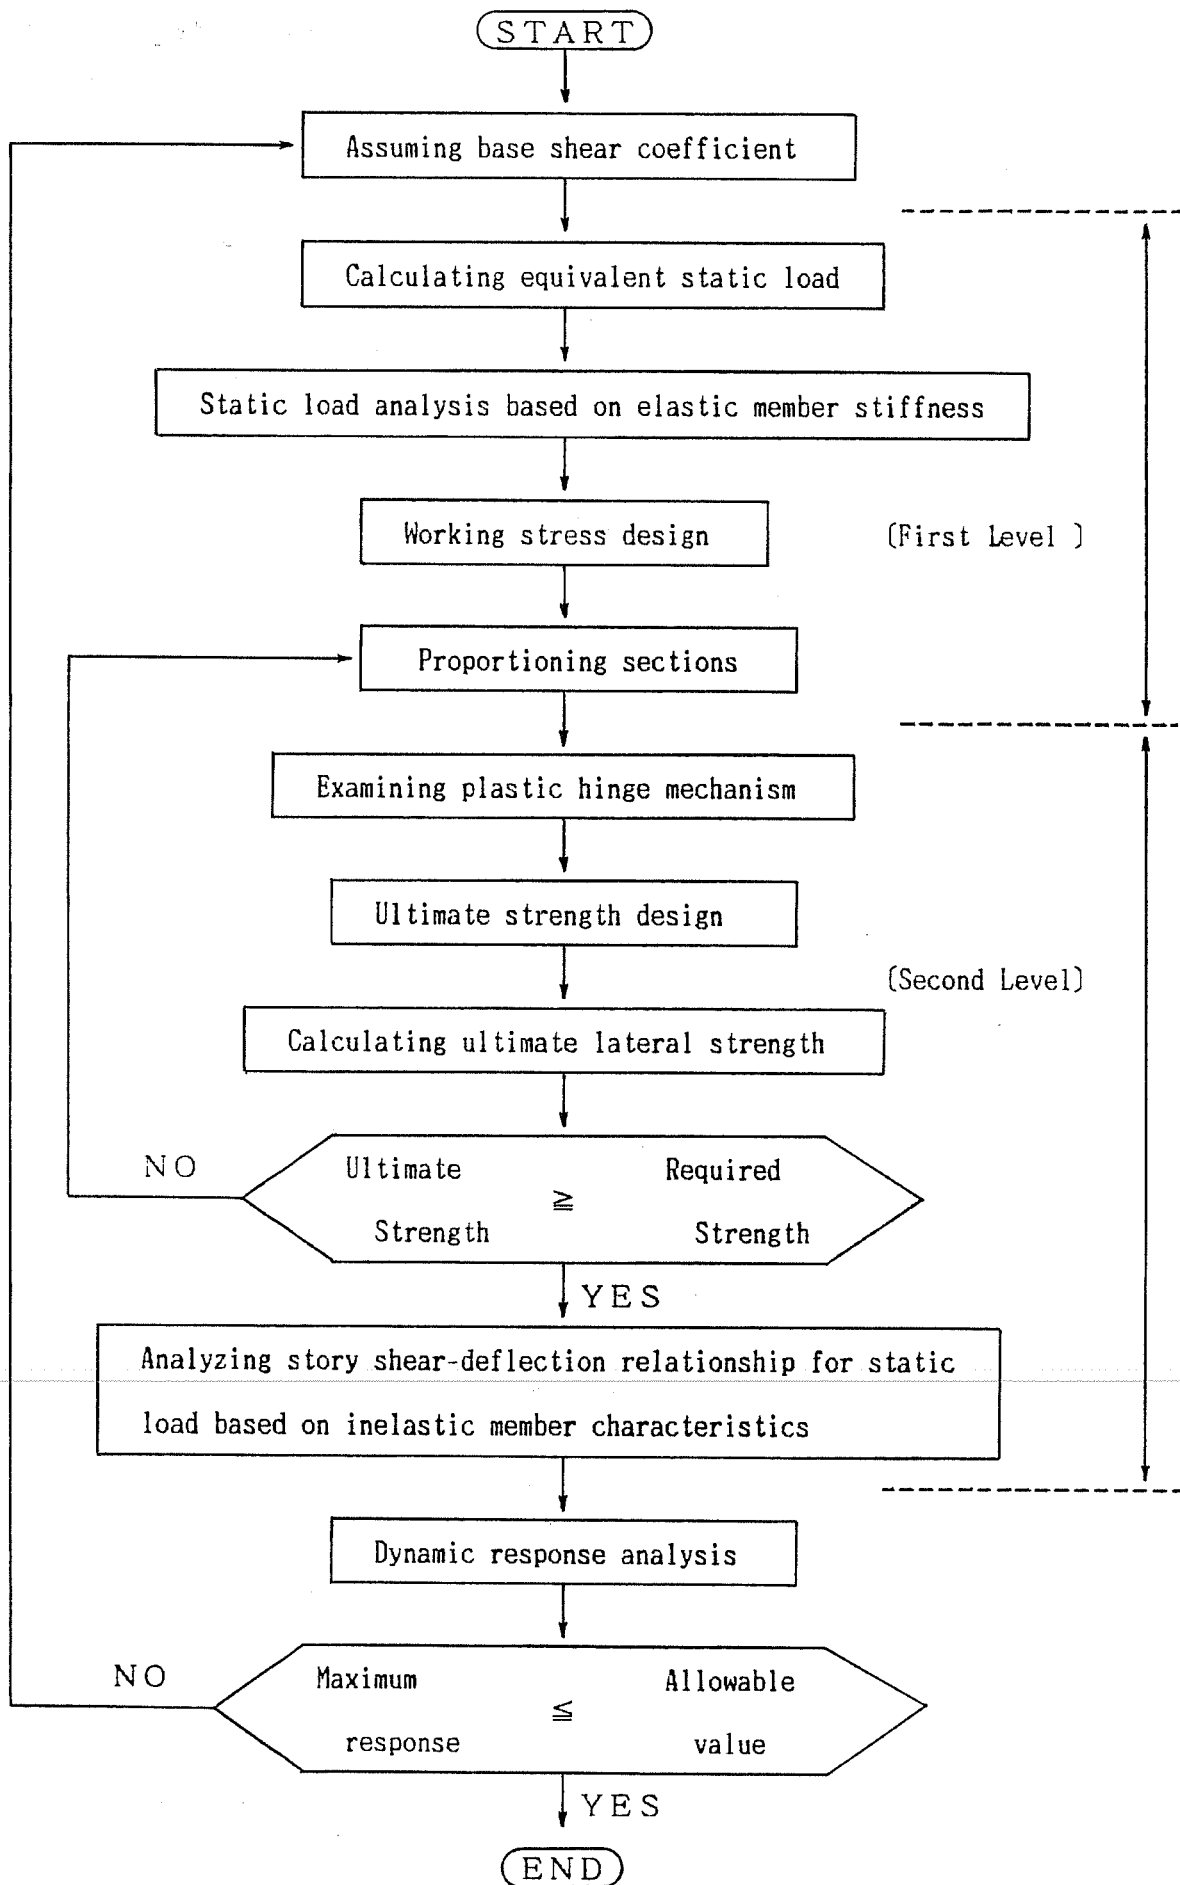 START
Assuming base shear coefficient
Calculating equivalent static load
Static load analysis based on elastic member stiffness
Working stress design
(First Level )
Proportioning sections
Examining plastic hinge mechanism
Ultimate strength design
(Second Level)
Calculating ultimate lateral strength
NO
Ultimate Required
≧
Strength Strength
YES
Analyzing story shear-deflection relationship for static
load based on inelastic member characteristics
Dynamic response analysis
NO
Maximum Allowable
≦
response value
YES
END